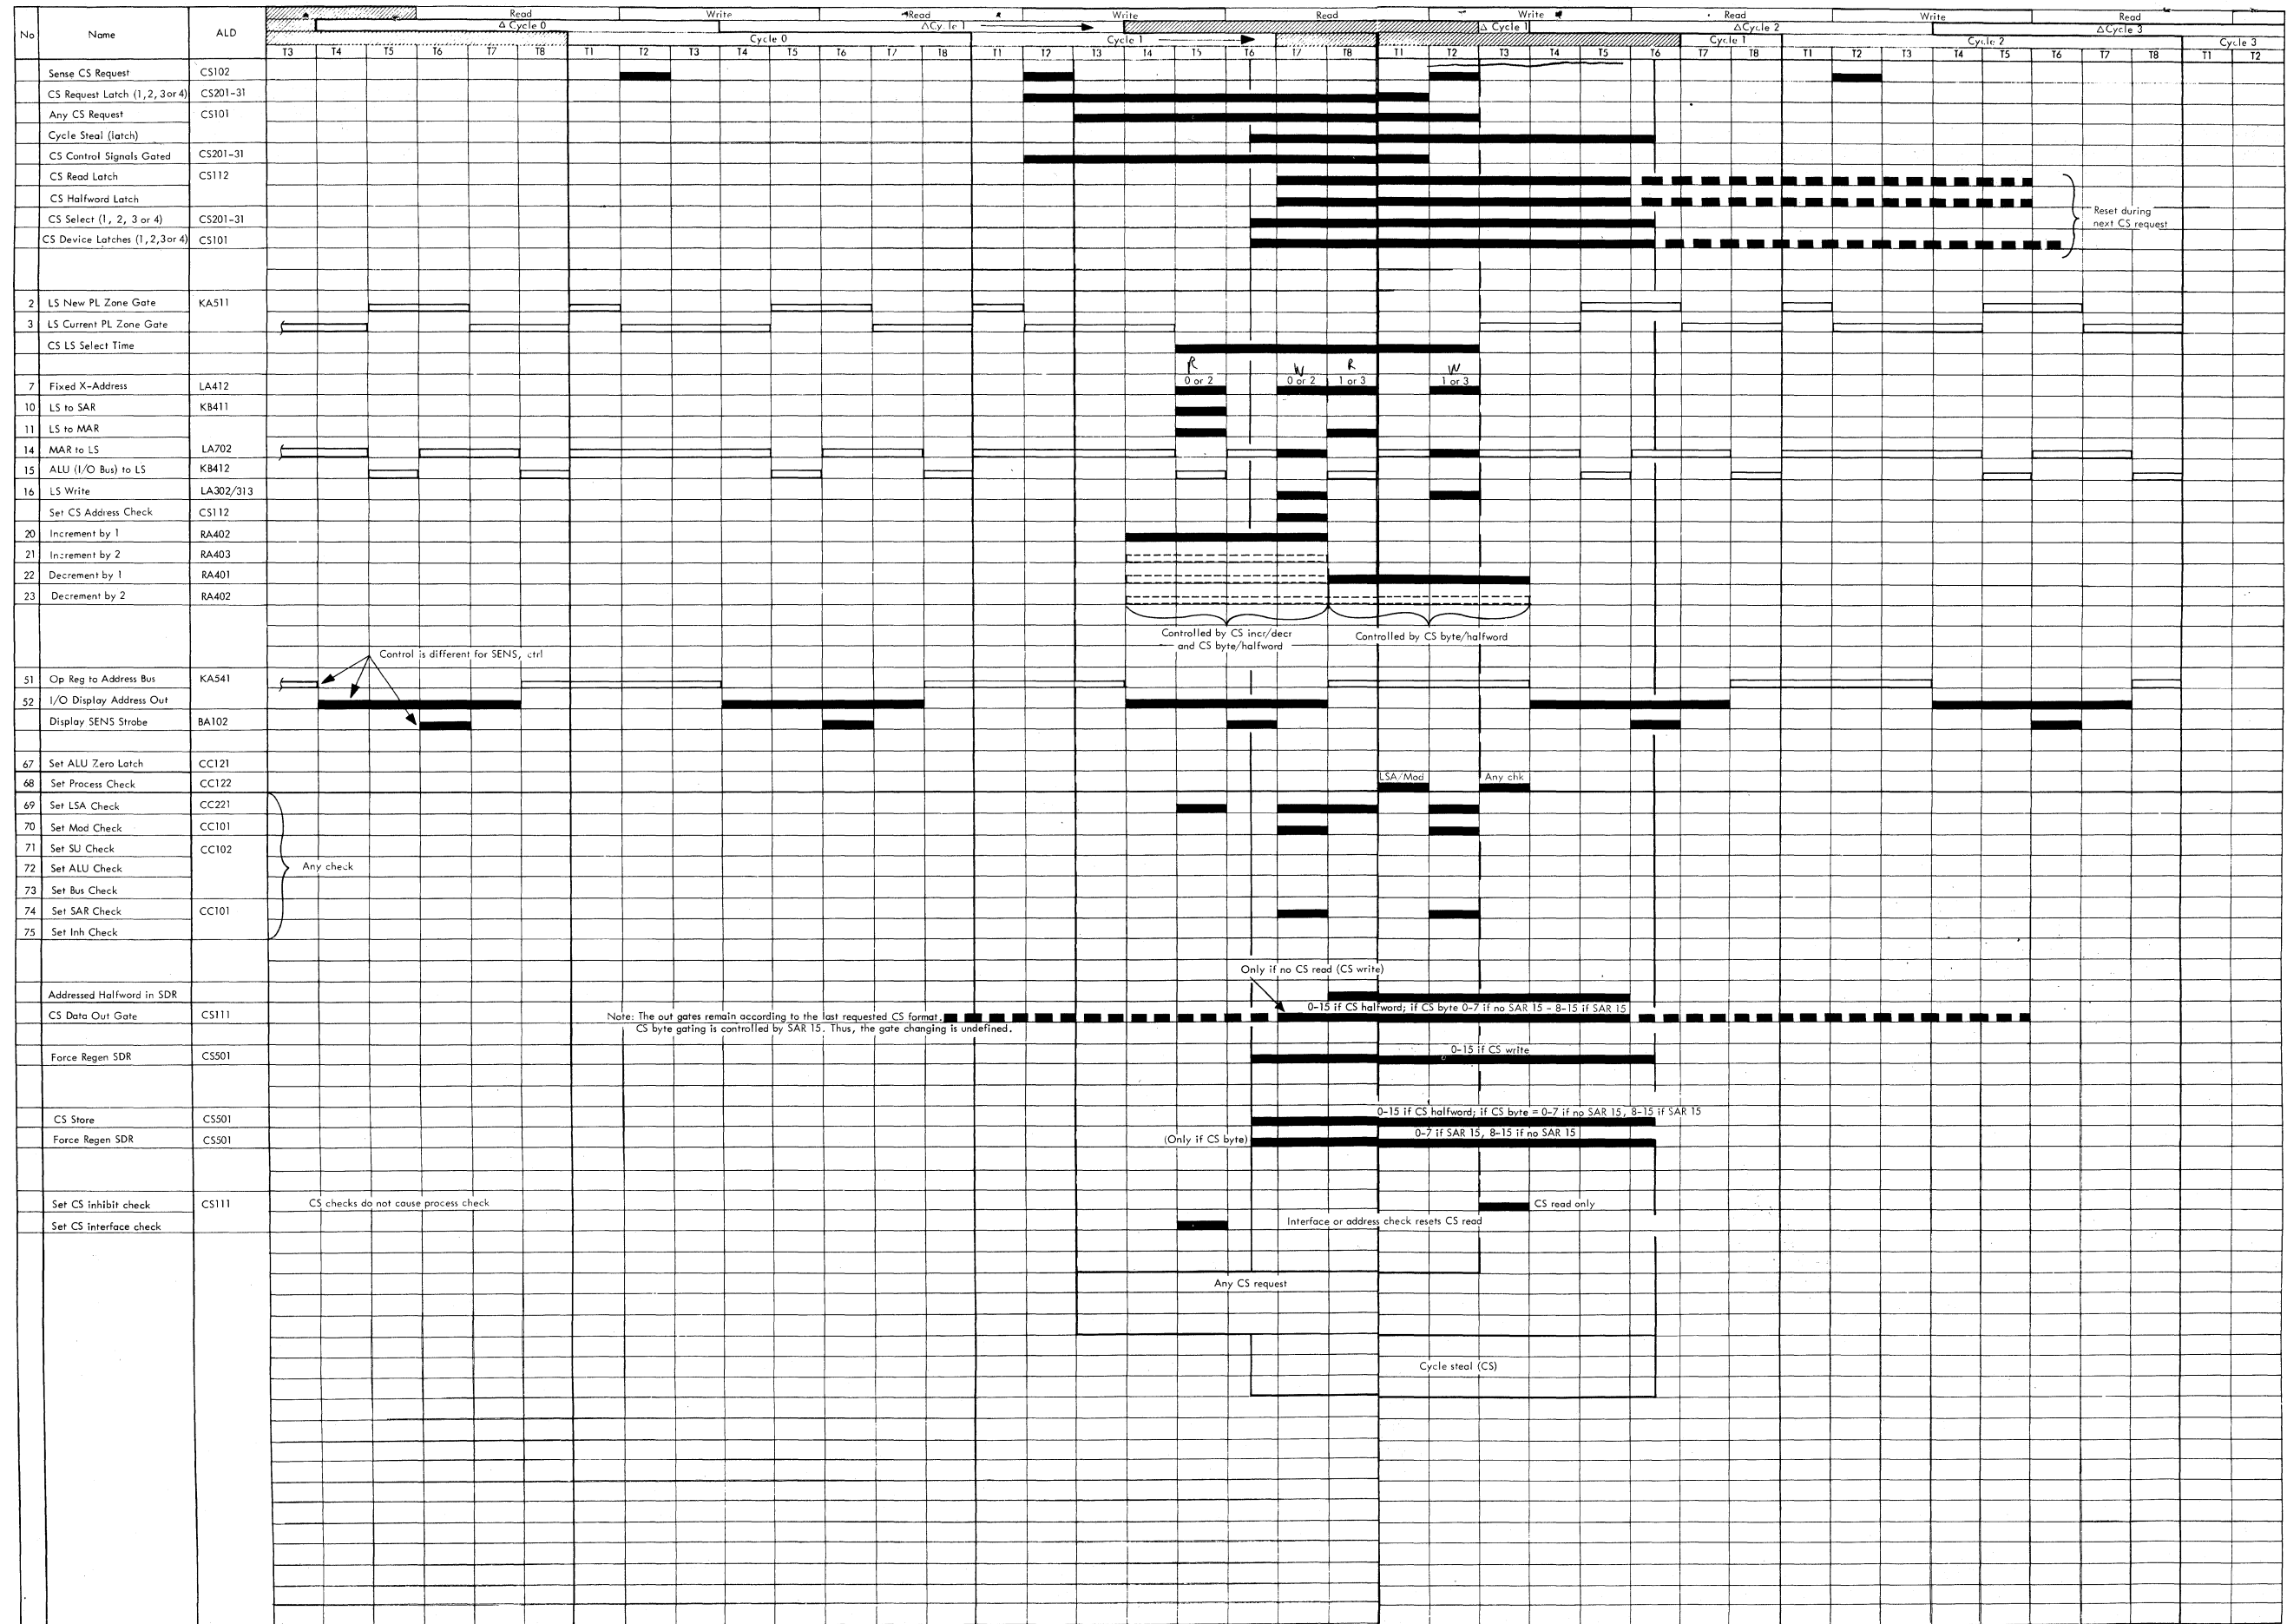 Read Write Read Write Read Write Read Write Read
Δ Cycle 0 Δ Cycle 1 Δ Cycle 1 Δ Cycle 2 Δ Cycle 3
No Name ALD
Cycle 0 Cycle 1 Cycle 1 Cycle 2 Cycle 3
T3 T4 T5 T6 T7 T8 T1 T2 T3 T4 T5 T6 T7 T8 T1 T2 T3 T4 T5 T6 T7 T8 T1 T2 T3 T4 T5 T6 T7 T8 T1 T2 T3 T4 T5 T6 T7 T8 T1 T2
Sense CS Request CS102
CS Request Latch (1,2,3 or 4) CS201-31
Any CS Request CS101
Cycle Steal (latch)
CS Control Signals Gated CS201-31
CS Read Latch CS112
CS Halfword Latch
CS Select (1, 2, 3 or 4) CS201-31
CS Device Latches (1,2,3or 4) CS101
Reset during
next CS request
2 LS New PL Zone Gate KA511
3 LS Current PL Zone Gate
CS LS Select Time
R W R W
0 or 2 0 or 2 1 or 3 1 or 3
7 Fixed X-Address LA412
10 LS to SAR KB411
11 LS to MAR
14 MAR to LS LA702
15 ALU (I/O Bus) to LS KB412
16 LS Write LA302/313
Set CS Address Check CS112
20 Increment by 1 RA402
21 Increment by 2 RA403
22 Decrement by 1 RA401
23 Decrement by 2 RA402
Controlled by CS incr/decr
and CS byte/halfword
Controlled by CS byte/halfword
Control is different for SENS, ctrl
51 Op Reg to Address Bus KA541
52 I/O Display Address Out
Display SENS Strobe BA102
67 Set ALU Zero Latch CC121
68 Set Process Check CC122
LSA/Mod Any chk
69 Set LSA Check CC221
70 Set Mod Check CC101
71 Set SU Check CC102
72 Set ALU Check
Any check
73 Set Bus Check
74 Set SAR Check CC101
75 Set Inh Check
Only if no CS read (CS write)
Addressed Halfword in SDR
0-15 if CS halfword; if CS byte 0-7 if no SAR 15 - 8-15 if SAR 15
CS Data Out Gate CS111
Note: The out gates remain according to the last requested CS format.
CS byte gating is controlled by SAR 15. Thus, the gate changing is undefined.
Force Regen SDR CS501
0-15 if CS write
0-15 if CS halfword; if CS byte = 0-7 if no SAR 15, 8-15 if SAR 15
CS Store CS501
Force Regen SDR CS501
(Only if CS byte)
0-7 if SAR 15, 8-15 if no SAR 15
Set CS inhibit check CS111
CS checks do not cause process check
CS read only
Set CS interface check
Interface or address check resets CS read
Any CS request
Cycle steal (CS)